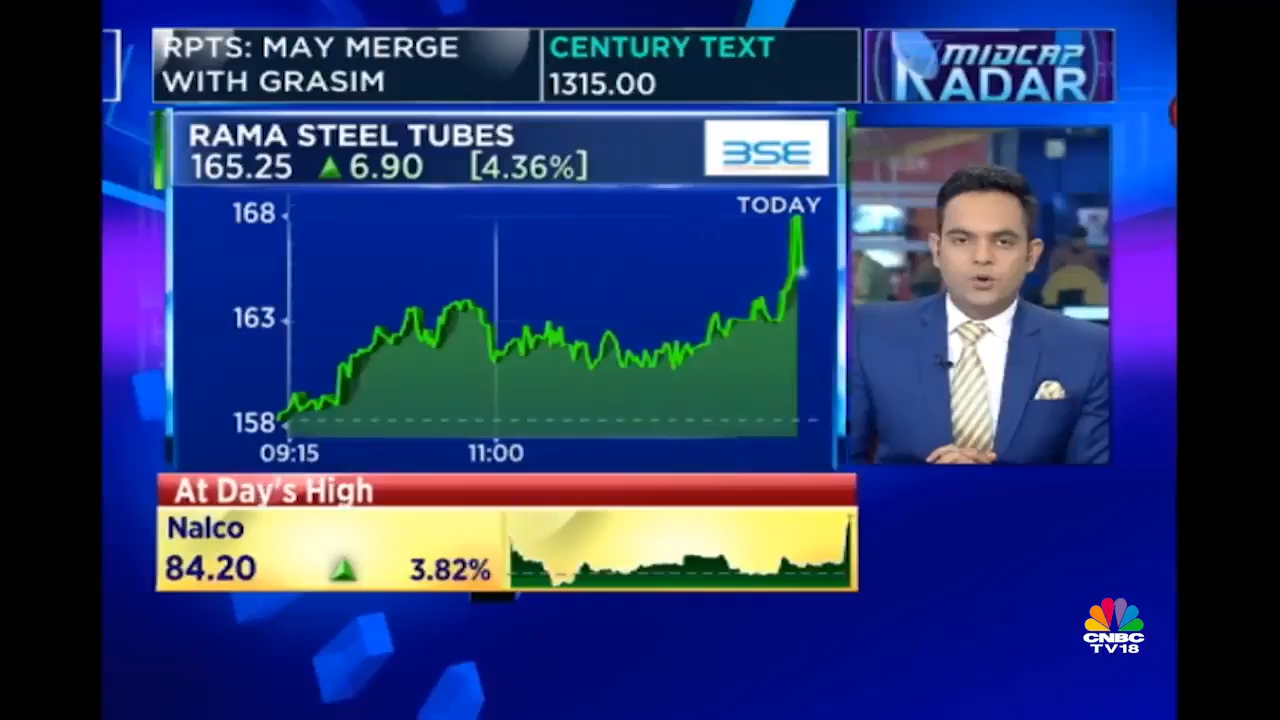 RPTS: MAY MERGE
WITH GRASIM
CENTURY TEXT
1315.00
MIDCAP
RADAR
RAMA STEEL TUBES
165.25 ▲ 6.90 [4.36%]
BSE
TODAY
168
163
158
09:15 11:00
At Day's High
Nalco
84.20 ▲ 3.82%
CNBC
TV18